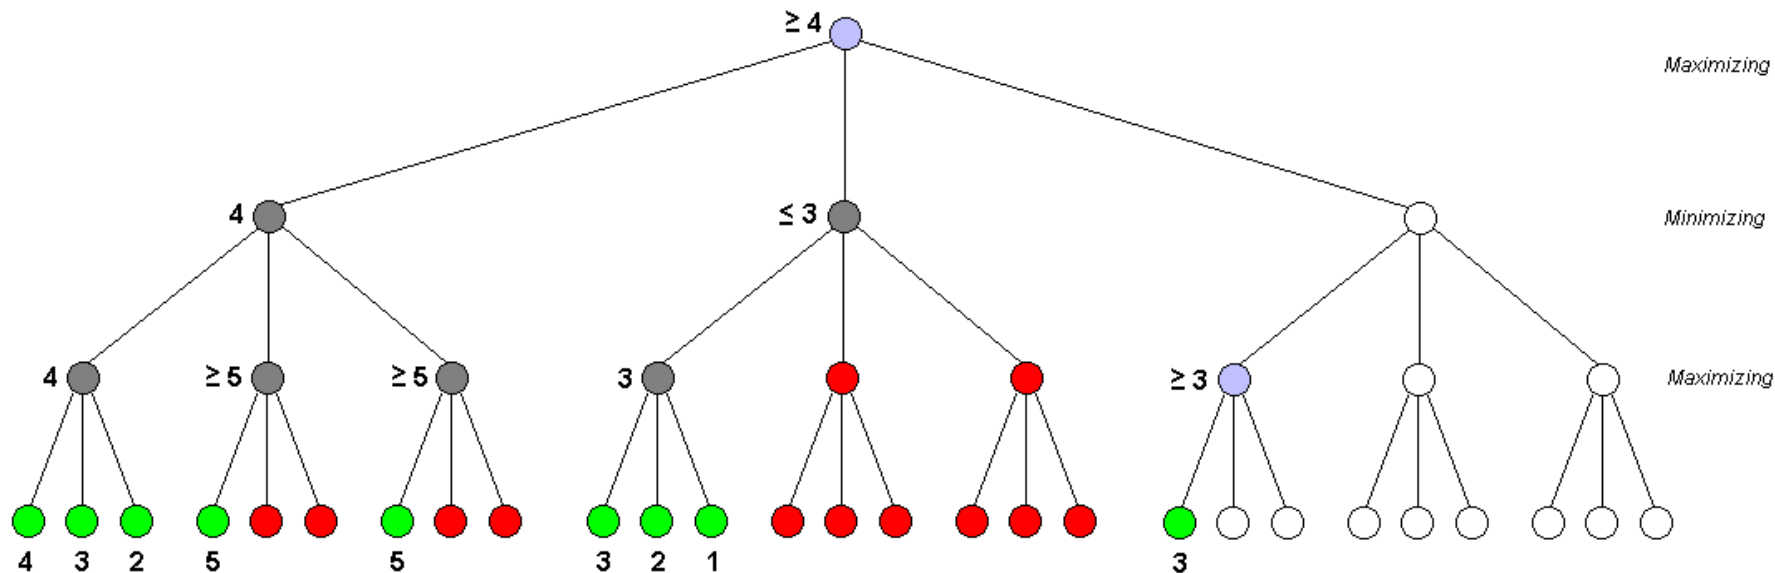 ≥ 4
Maximizing
4
≤ 3
Minimizing
4
≥ 5
≥ 5
3
≥ 3
Maximizing
4 3 2 5 5 3 2 1 3